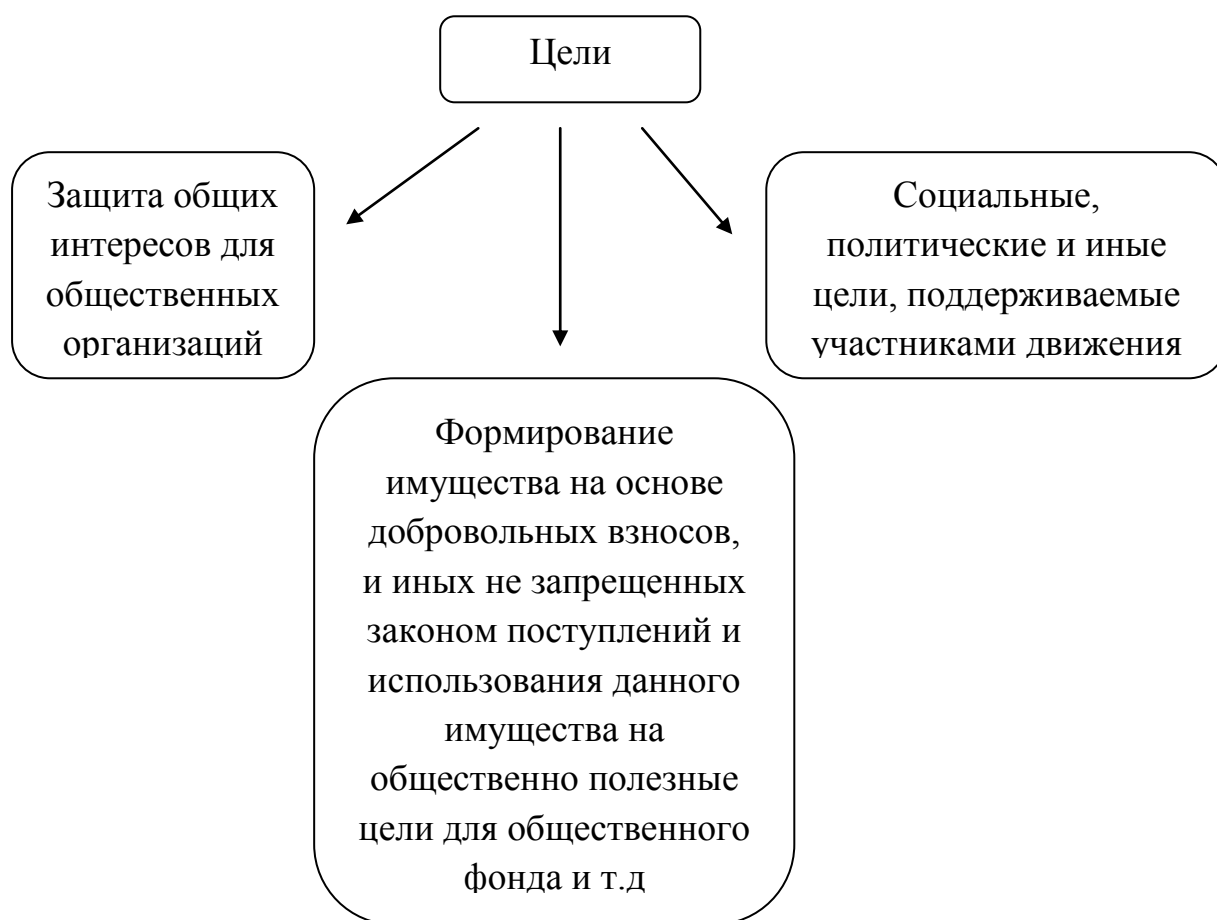 Цели
Защита общих
интересов для
общественных
организаций
Социальные,
политические и иные
цели, поддерживаемые
участниками движения
Формирование
имущества на основе
добровольных взносов,
и иных не запрещенных
законом поступлений и
использования данного
имущества на
общественно полезные
цели для общественного
фонда и т.д